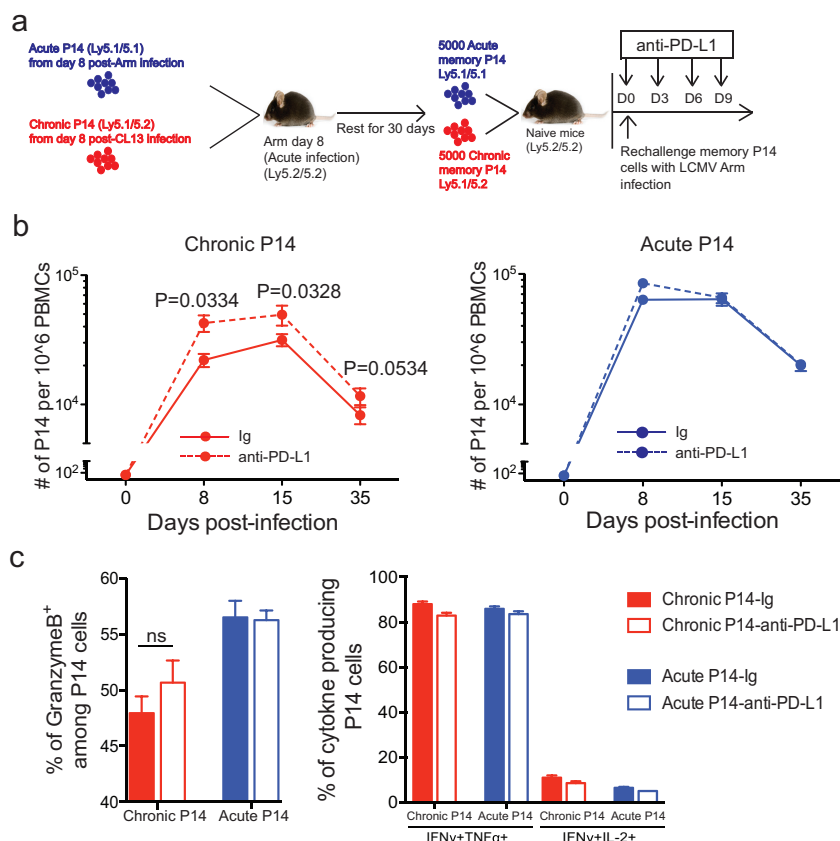 a
Acute P14 (Ly5.1/5.1)
from day 8 post-Arm infection
Chronic P14 (Ly5.1/5.2)
from day 8 post-CL13 infection
Arm day 8
(Acute infection)
(Ly5.2/5.2)
Rest for 30 days
5000 Acute
memory P14
Ly5.1/5.1
5000 Chronic
memory P14
Ly5.1/5.2
Naive mice
(Ly5.2/5.2)
anti-PD-L1
D0 D3 D6 D9
Rechallenge memory P14
cells with LCMV Arm
infection
b
Chronic P14
# of P14 per 10^6 PBMCs
10^5
10^4
10^2
P=0.0334
P=0.0328
P=0.0534
Ig
anti-PD-L1
0 8 15 35
Days post-infection
Acute P14
# of P14 per 10^6 PBMCs
10^5
10^4
10^2
Ig
anti-PD-L1
0 8 15 35
Days post-infection
c
% of GranzymeB+
among P14 cells
60
55
50
45
40
ns
Chronic P14 Acute P14
% of cytokne producing
P14 cells
100
80
60
40
20
0
Chronic P14 Acute P14 Chronic P14 Acute P14
IFNγ+TNFα+ IFNγ+IL-2+
Chronic P14-Ig
Chronic P14-anti-PD-L1
Acute P14-Ig
Acute P14-anti-PD-L1